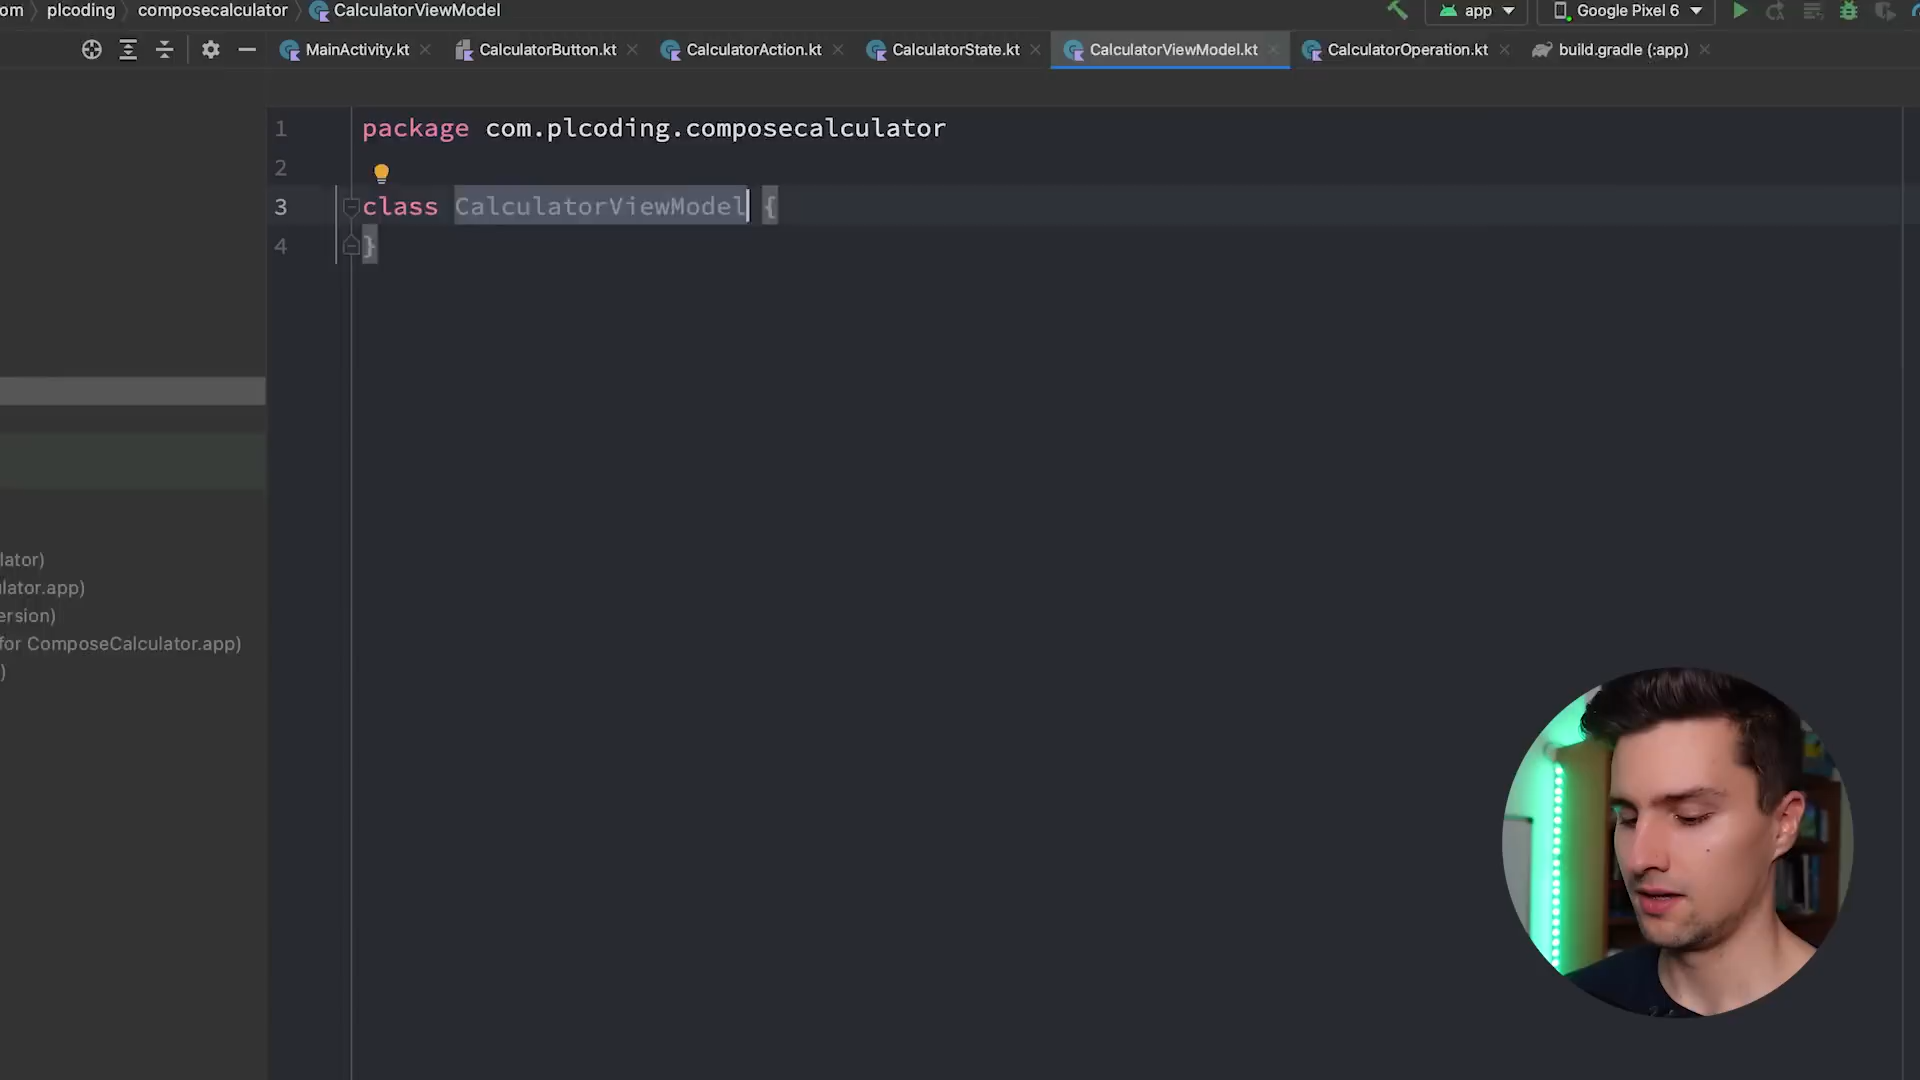 om plcoding composecalculator CalculatorViewModel app Google Pixel 6
MainActivity.kt CalculatorButton.kt CalculatorAction.kt CalculatorState.kt CalculatorViewModel.kt CalculatorOperation.kt build.gradle (:app)
1 package com.plcoding.composecalculator
2
3 class CalculatorViewModel {
4 }
lator)
ulator.app)
ersion)
for ComposeCalculator.app)
)